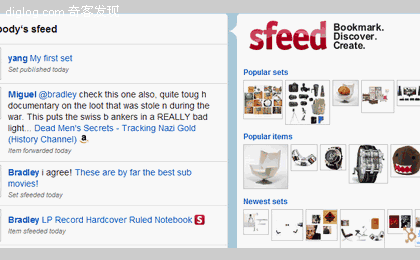 diglog.com 奇客发现
body's sfeed
yang My first set
Set published today
Miguel @bradley check this one also, quite toug h
documentary on the loot that was stole n during the
war. This puts the swiss b ankers in a REALLY bad
light... Dead Men's Secrets - Tracking Nazi Gold
(History Channel)
Item forwarded today
Bradley i agree! These are by far the best sub
movies!
Set sfeeded today
Bradley LP Record Hardcover Ruled Notebook S
Item sfeeded today
sfeed
Bookmark.
Discover.
Create.
Popular sets
Popular items
Newest sets